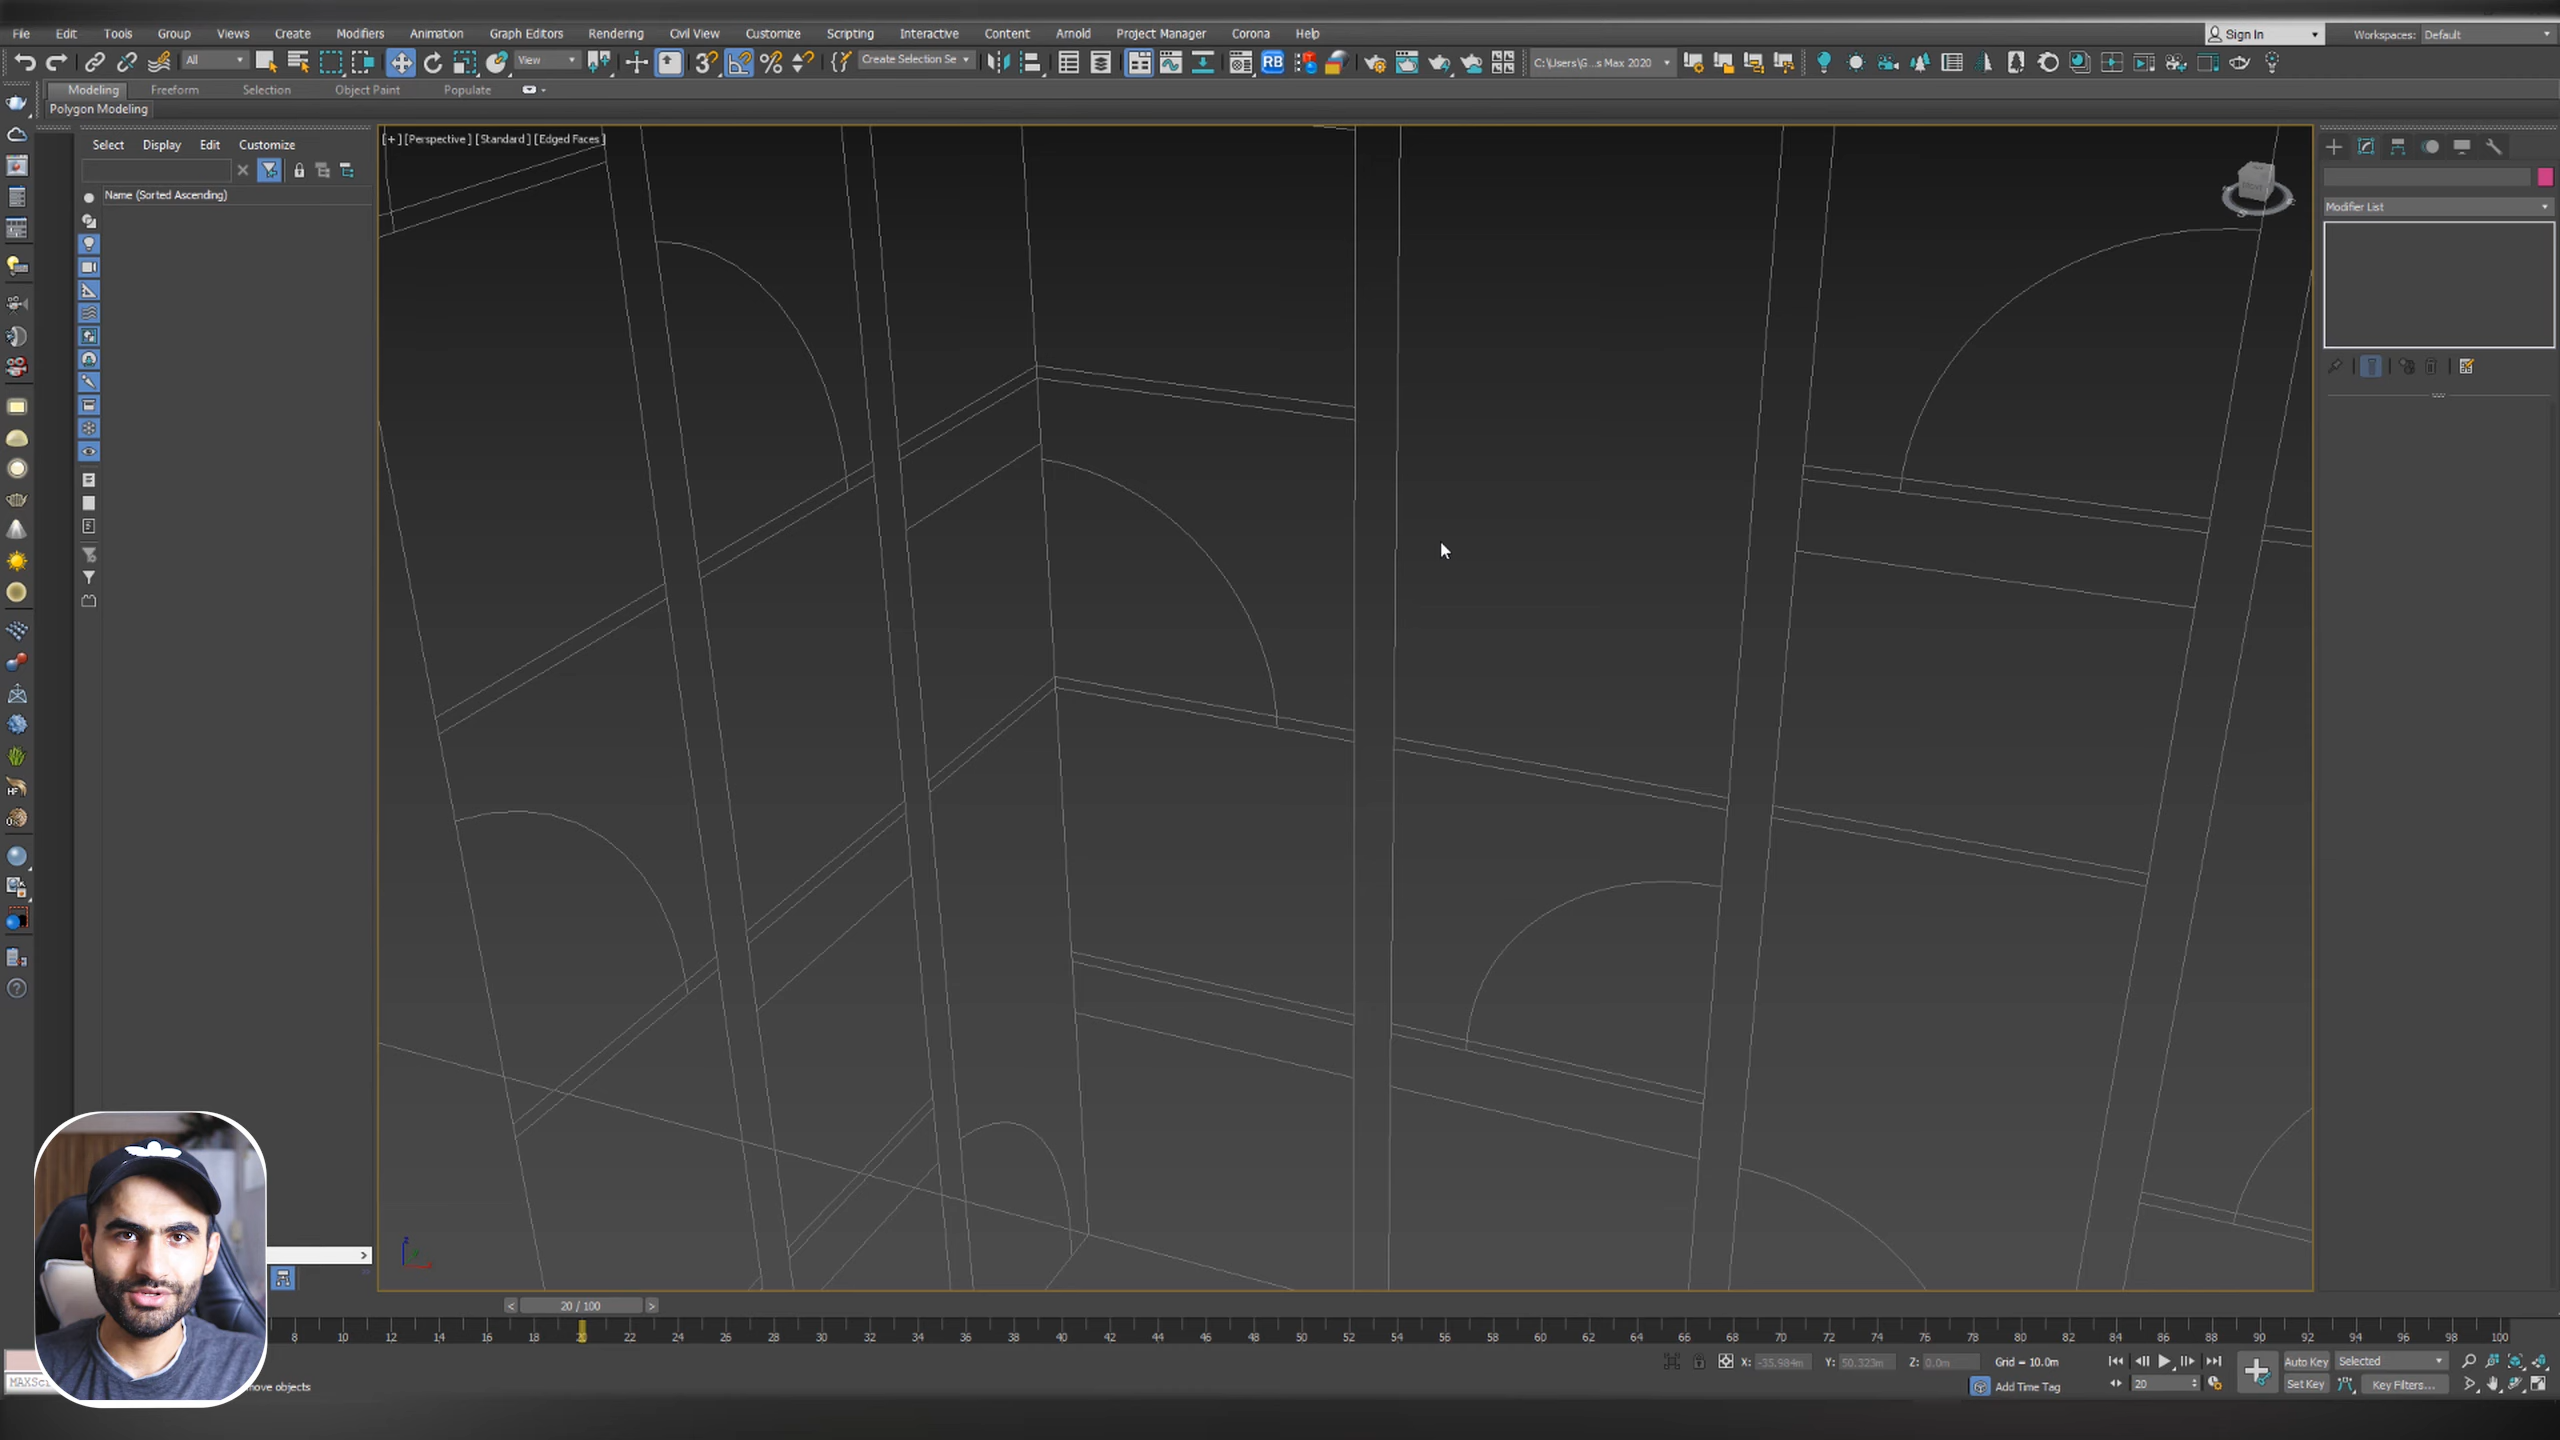 File Edit Tools Group Views Create Modifiers Animation Graph Editors Rendering Civil View Customize Scripting Interactive Content Arnold Project Manager Corona Help Sign In Workspaces: Default
All View Create Selection Se RB C:\Users\G...s Max 2020
Modeling Freeform Selection Object Paint Populate
Polygon Modeling
Select Display Edit Customize
[+] [Perspective] [Standard] [Edged Faces]
Name (Sorted Ascending)
Modifier List
20 / 100
8 10 12 14 16 18 20 22 24 26 28 30 32 34 36 38 40 42 44 46 48 50 52 54 56 58 60 62 64 66 68 70 72 74 76 78 80 82 84 86 88 90 92 94 96 98 100
X: -35.984m Y: 50.323m Z: 0.0m Grid = 10.0m Auto Key Selected
MAXSc move objects Add Time Tag 20 Set Key Key Filters...